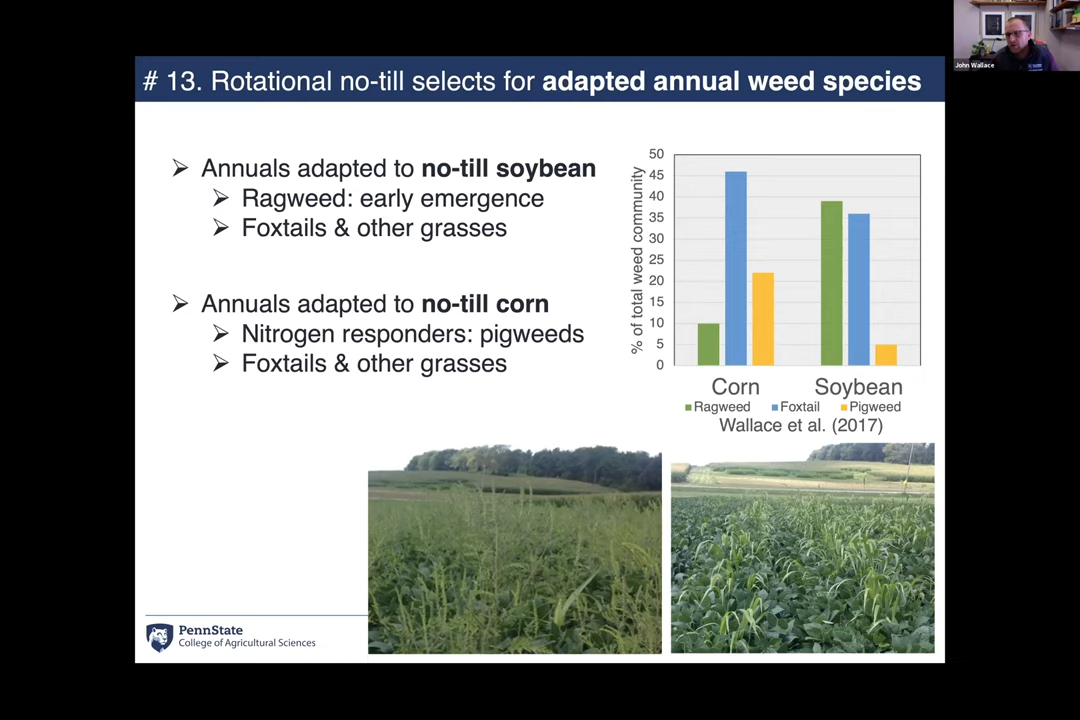 # 13. Rotational no-till selects for adapted annual weed species
John Wallace
Annuals adapted to no-till soybean
Ragweed: early emergence
Foxtails & other grasses
Annuals adapted to no-till corn
Nitrogen responders: pigweeds
Foxtails & other grasses
% of total weed community
50
45
40
35
30
25
20
15
10
5
0
Corn Soybean
Ragweed Foxtail Pigweed
Wallace et al. (2017)
PennState
College of Agricultural Sciences